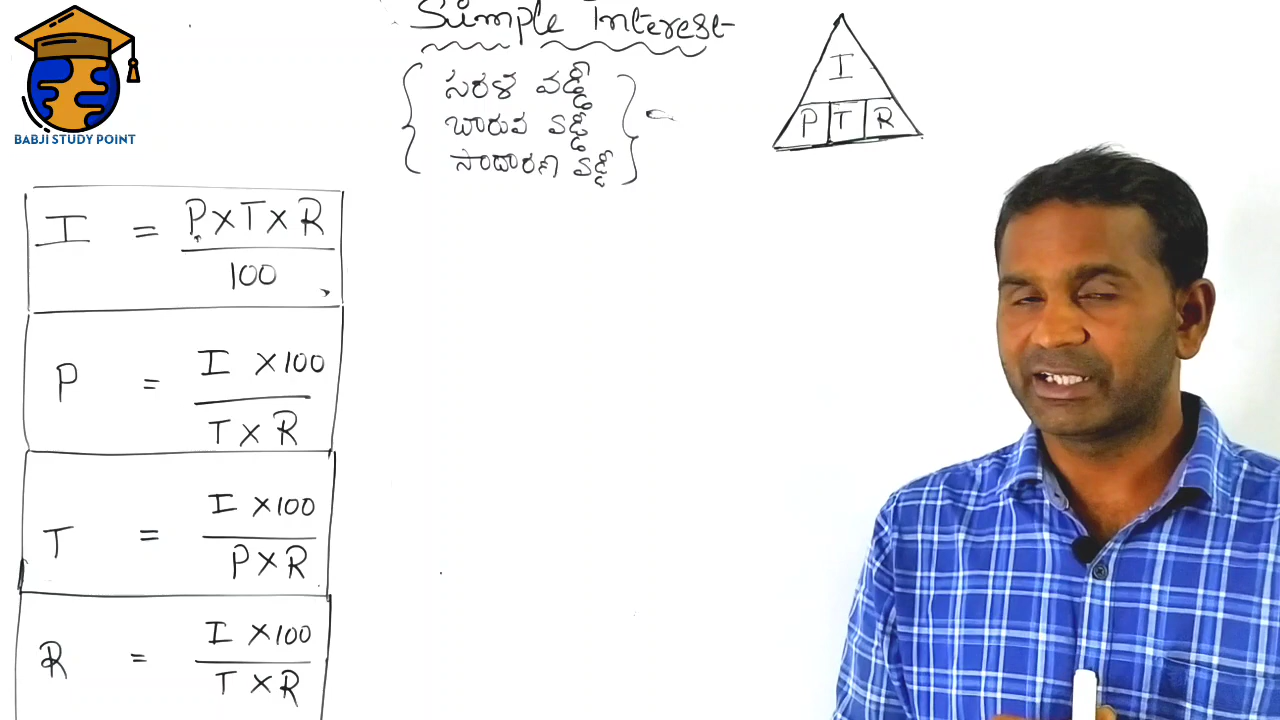 BABJI STUDY POINT
Simple Interest
సరళ వడ్డీ
బారువ వడ్డీ
సాదారణ వడ్డీ
I
P T R
I = P×T×R / 100
P = I ×100 / T×R
T = I ×100 / P×R
R = I ×100 / T×R